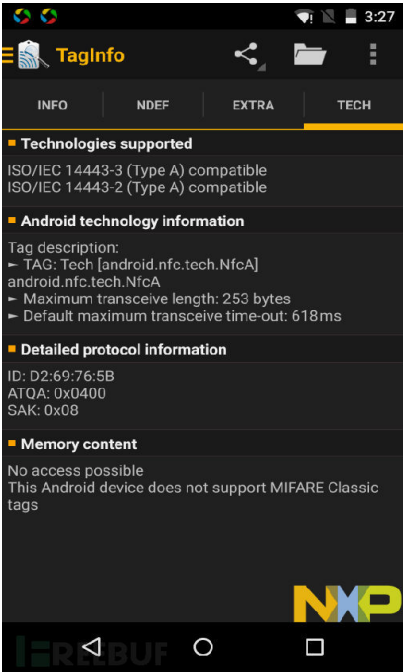 3:27
TagInfo
INFO NDEF EXTRA TECH
Technologies supported
ISO/IEC 14443-3 (Type A) compatible
ISO/IEC 14443-2 (Type A) compatible
Android technology information
Tag description:
► TAG: Tech [android.nfc.tech.NfcA]
android.nfc.tech.NfcA
► Maximum transceive length: 253 bytes
► Default maximum transceive time-out: 618ms
Detailed protocol information
ID: D2:69:76:5B
ATQA: 0x0400
SAK: 0x08
Memory content
No access possible
This Android device does not support MIFARE Classic
tags
NXP
FREEBUF